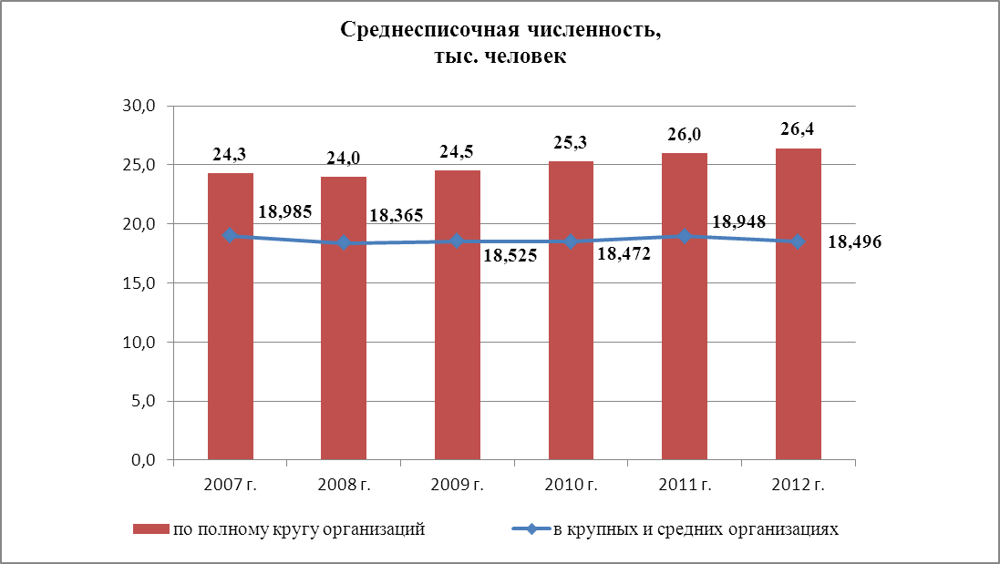 Среднесписочная численность,
тыс. человек
30,0
25,0
20,0
15,0
10,0
5,0
0,0
24,3
24,0
24,5
25,3
26,0
26,4
18,985
18,365
18,525
18,472
18,948
18,496
2007 г.
2008 г.
2009 г.
2010 г.
2011 г.
2012 г.
по полному кругу организаций
в крупных и средних организациях